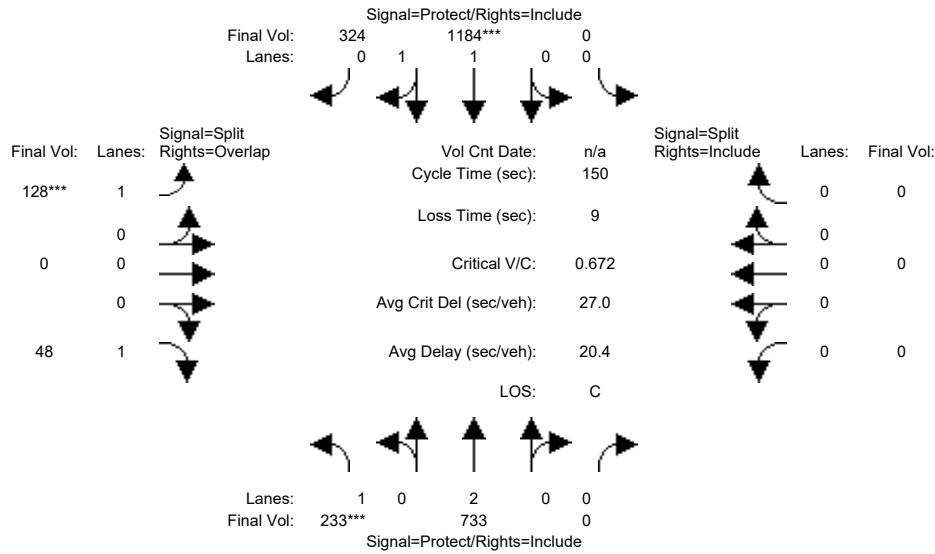 Signal=Protect/Rights=Include
Final Vol: 324 1184*** 0
Lanes: 0 1 1 0 0
Signal=Split
Final Vol: Lanes: Rights=Overlap
Vol Cnt Date: n/a
Signal=Split
Rights=Include Lanes: Final Vol:
Cycle Time (sec): 150
128*** 1
0 0
Loss Time (sec): 9
0
0
0 0
Critical V/C: 0.672
0 0
0
Avg Crit Del (sec/veh): 27.0
0
48 1
Avg Delay (sec/veh): 20.4
0 0
LOS: C
Lanes: 1 0 2 0 0
Final Vol: 233*** 733 0
Signal=Protect/Rights=Include